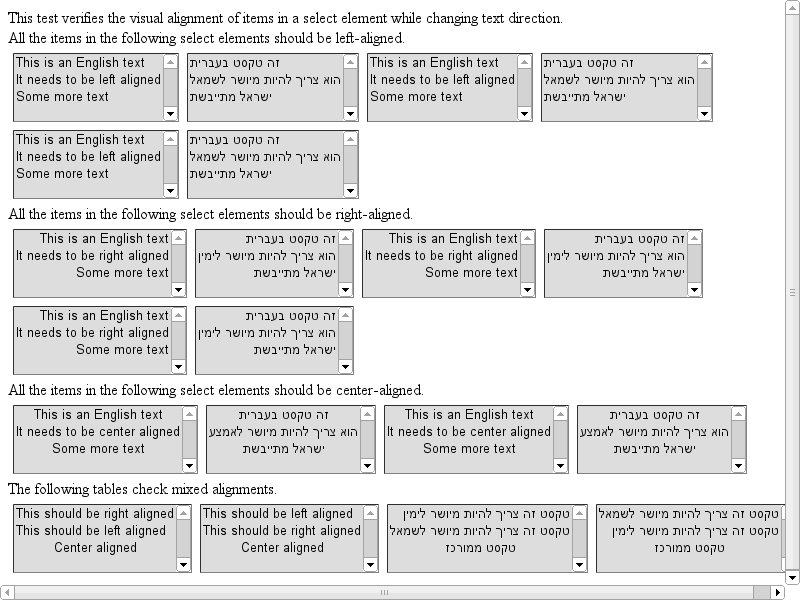 This test verifies the visual alignment of items in a select element while changing text direction.
All the items in the following select elements should be left-aligned.
This is an English text
It needs to be left aligned
Some more text
זה טקסט בעברית
הוא צריך להיות מיושר לשמאל
ישראל מתייבשת
This is an English text
It needs to be left aligned
Some more text
זה טקסט בעברית
הוא צריך להיות מיושר לשמאל
ישראל מתייבשת
This is an English text
It needs to be left aligned
Some more text
זה טקסט בעברית
הוא צריך להיות מיושר לשמאל
ישראל מתייבשת
All the items in the following select elements should be right-aligned.
This is an English text
It needs to be right aligned
Some more text
זה טקסט בעברית
הוא צריך להיות מיושר לימין
ישראל מתייבשת
This is an English text
It needs to be right aligned
Some more text
זה טקסט בעברית
הוא צריך להיות מיושר לימין
ישראל מתייבשת
This is an English text
It needs to be right aligned
Some more text
זה טקסט בעברית
הוא צריך להיות מיושר לימין
ישראל מתייבשת
All the items in the following select elements should be center-aligned.
This is an English text
It needs to be center aligned
Some more text
זה טקסט בעברית
הוא צריך להיות מיושר לאמצע
ישראל מתייבשת
This is an English text
It needs to be center aligned
Some more text
זה טקסט בעברית
הוא צריך להיות מיושר לאמצע
ישראל מתייבשת
The following tables check mixed alignments.
This should be right aligned
This should be left aligned
Center aligned
This should be left aligned
This should be right aligned
Center aligned
טקסט זה צריך להיות מיושר לימין
טקסט זה צריך להיות מיושר לשמאל
טקסט ממורכז
טקסט זה צריך להיות מיושר לשמאל
טקסט זה צריך להיות מיושר לימין
טקסט ממורכז